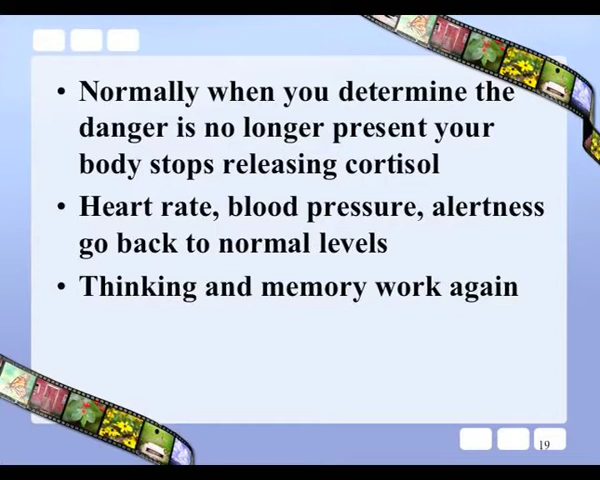 • Normally when you determine the
danger is no longer present your
body stops releasing cortisol
• Heart rate, blood pressure, alertness
go back to normal levels
• Thinking and memory work again
19